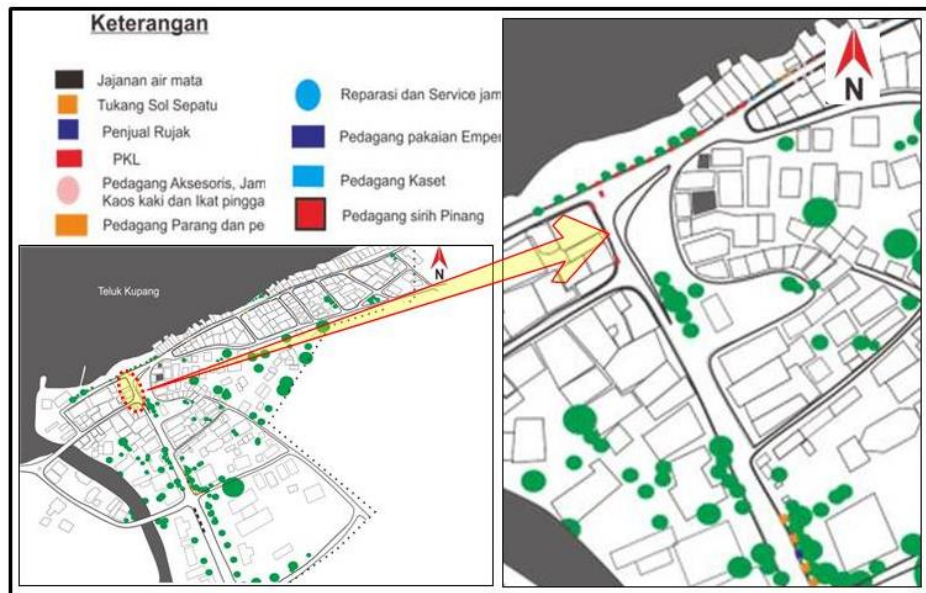 Keterangan
Jajanan air mata
Tukang Sol Sepatu
Penjual Rujak
PKL
Pedagang Aksesoris, Jam
Kaos kaki dan Ikat pingga
Pedagang Parang dan pe
Reparasi dan Service jam
Pedagang pakaian Emper
Pedagang Kaset
Pedagang sirih Pinang
N
Teluk Kupang
N